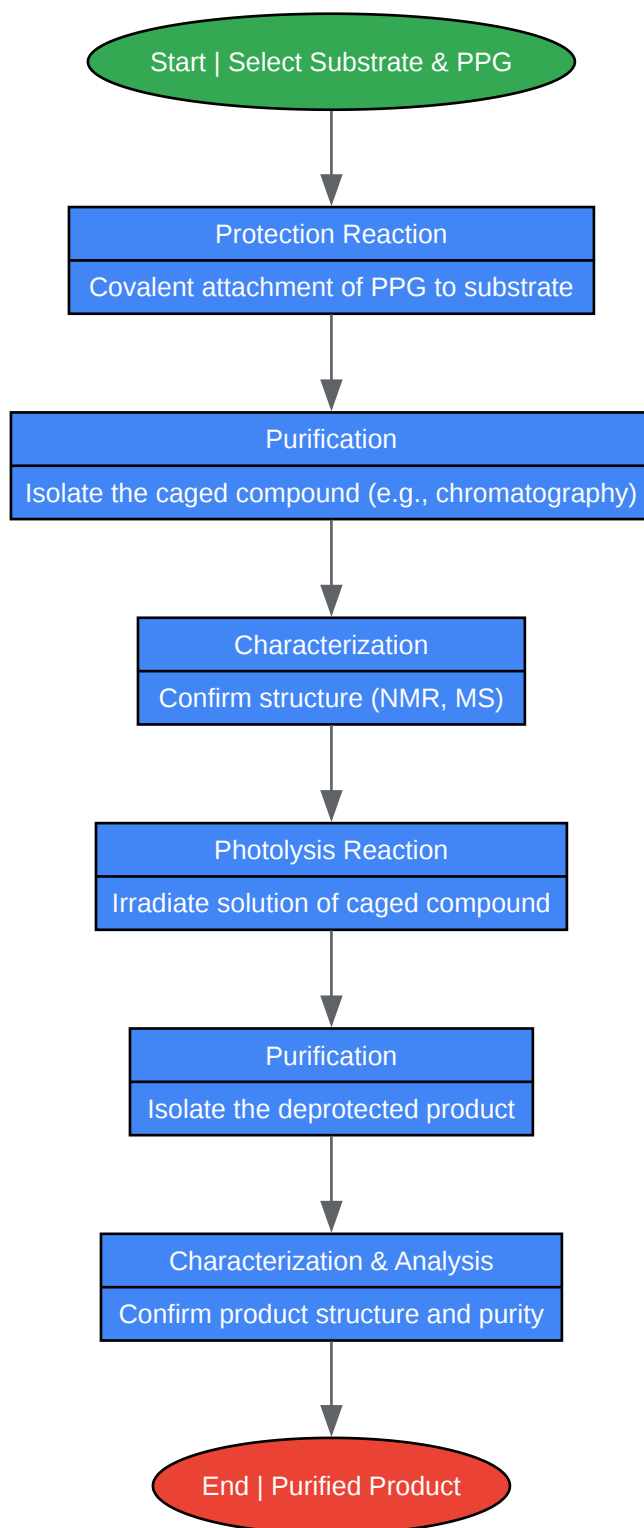 Start | Select Substrate & PPG
Protection Reaction
Covalent attachment of PPG to substrate
Purification
Isolate the caged compound (e.g., chromatography)
Characterization
Confirm structure (NMR, MS)
Photolysis Reaction
Irradiate solution of caged compound
Purification
Isolate the deprotected product
Characterization & Analysis
Confirm product structure and purity
End | Purified Product